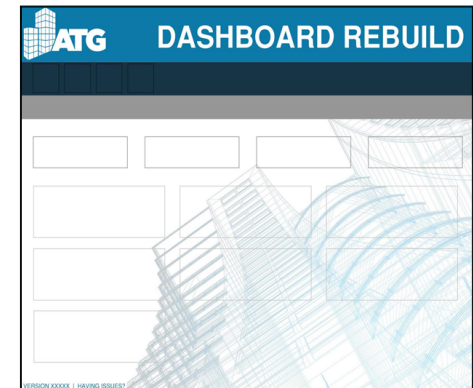 ATG
DASHBOARD REBUILD
VERSION XXXXX | HAVING ISSUES?